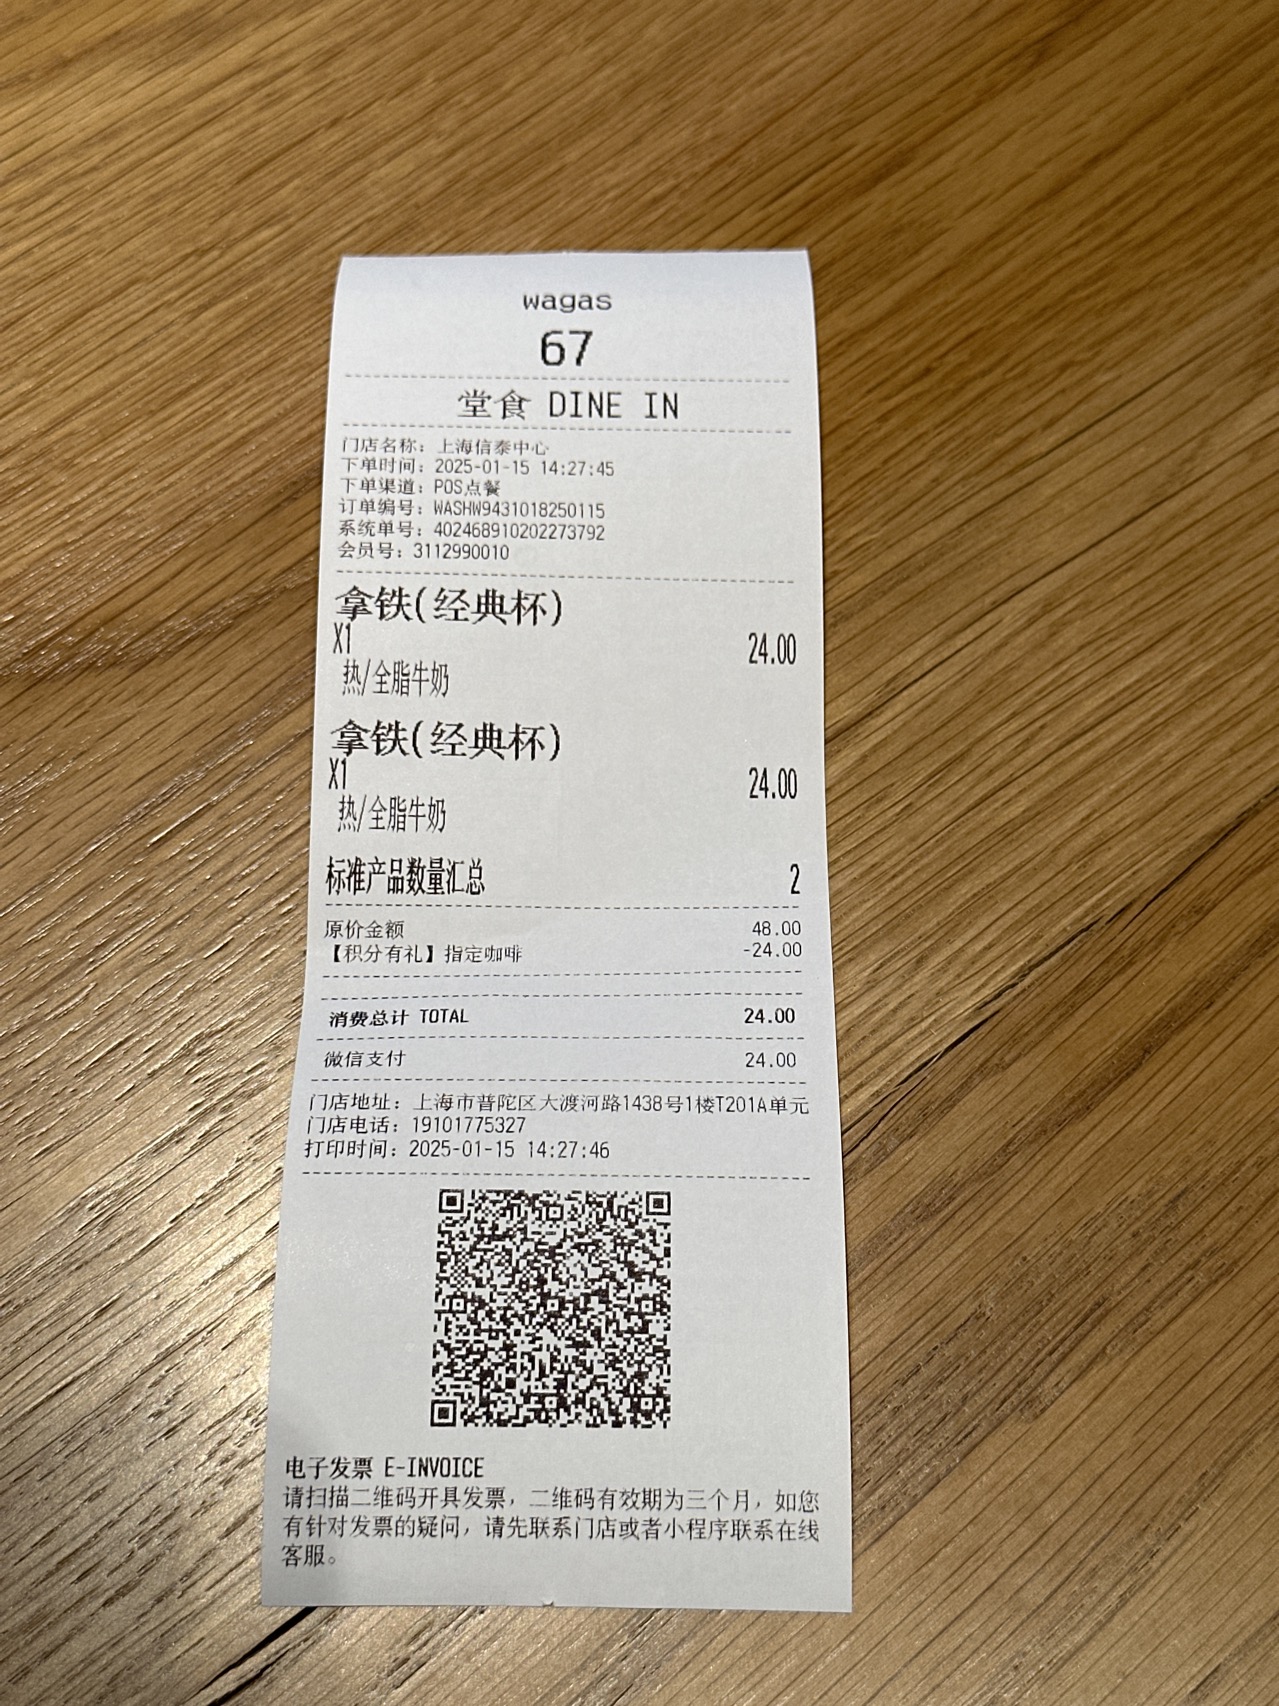 wagas
67
堂食 DINE IN
门店名称：上海信泰中心
下单时间：2025-01-15 14:27:45
下单渠道：POS点餐
订单编号：WASHW9431018250115
系统单号：402468910202273792
会员号：3112990010
拿铁(经典杯)
X1 24.00
热/全脂牛奶
拿铁(经典杯)
X1 24.00
热/全脂牛奶
标准产品数量汇总 2
原价金额 48.00
【积分有礼】指定咖啡 -24.00
消费总计 TOTAL 24.00
微信支付 24.00
门店地址：上海市普陀区大渡河路1438号1楼T201A单元
门店电话：19101775327
打印时间：2025-01-15 14:27:46
电子发票 E-INVOICE
请扫描二维码开具发票，二维码有效期为三个月，如您
有针对发票的疑问，请先联系门店或者小程序联系在线
客服。